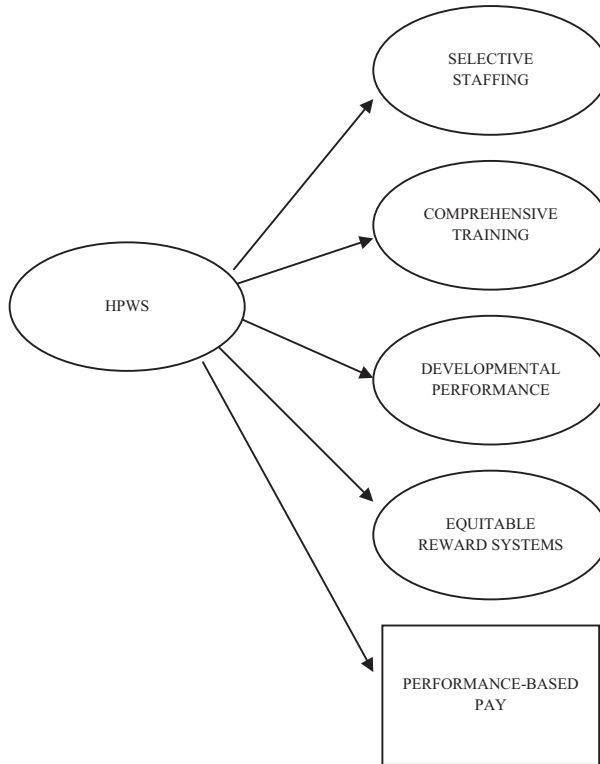 SELECTIVE
STAFFING
COMPREHENSIVE
TRAINING
HPWS
DEVELOPMENTAL
PERFORMANCE
EQUITABLE
REWARD SYSTEMS
PERFORMANCE-BASED
PAY